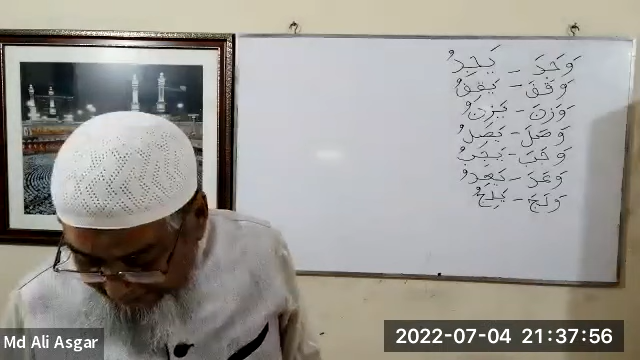 وَجَدَ - يَجِدُ
وَفِقَ - يَفِقُ
وَزَنَ - يَزِنُ
وَصَلَ - يَصِلُ
وَجَبَ - يَجِبُ
وَعَدَ - يَعِدُ
وَلَجَ - يَلِجُ
Md Ali Asgar
2022-07-04 21:37:56